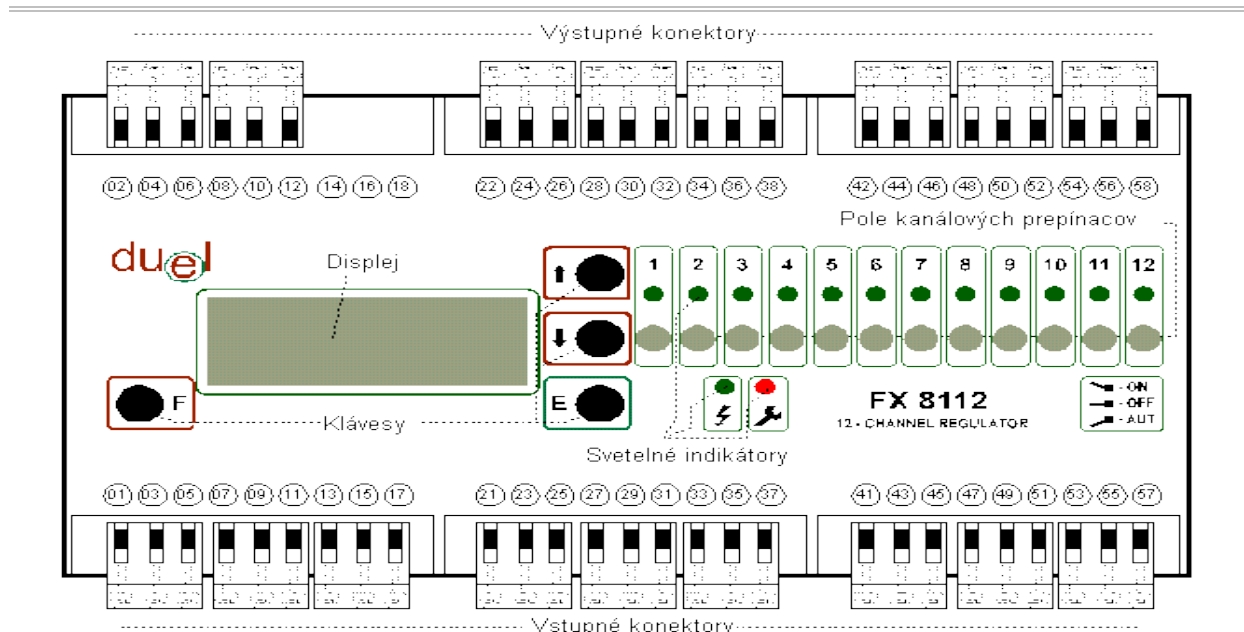 Výstupné konektory
02 04 06 08 10 12 14 16 18 22 24 26 28 30 32 34 36 38 42 44 46 48 50 52 54 56 58
Pole kanálových prepínacov
duel
Displej
1 2 3 4 5 6 7 8 9 10 11 12
F
E
Klávesy
FX 8112
12 - CHANNEL REGULATOR
- ON
- OFF
- AUT
Svetelné indikátory
01 03 05 07 09 11 13 15 17 21 23 25 27 29 31 33 35 37 41 43 45 47 49 51 53 55 57
Vstupné konektory